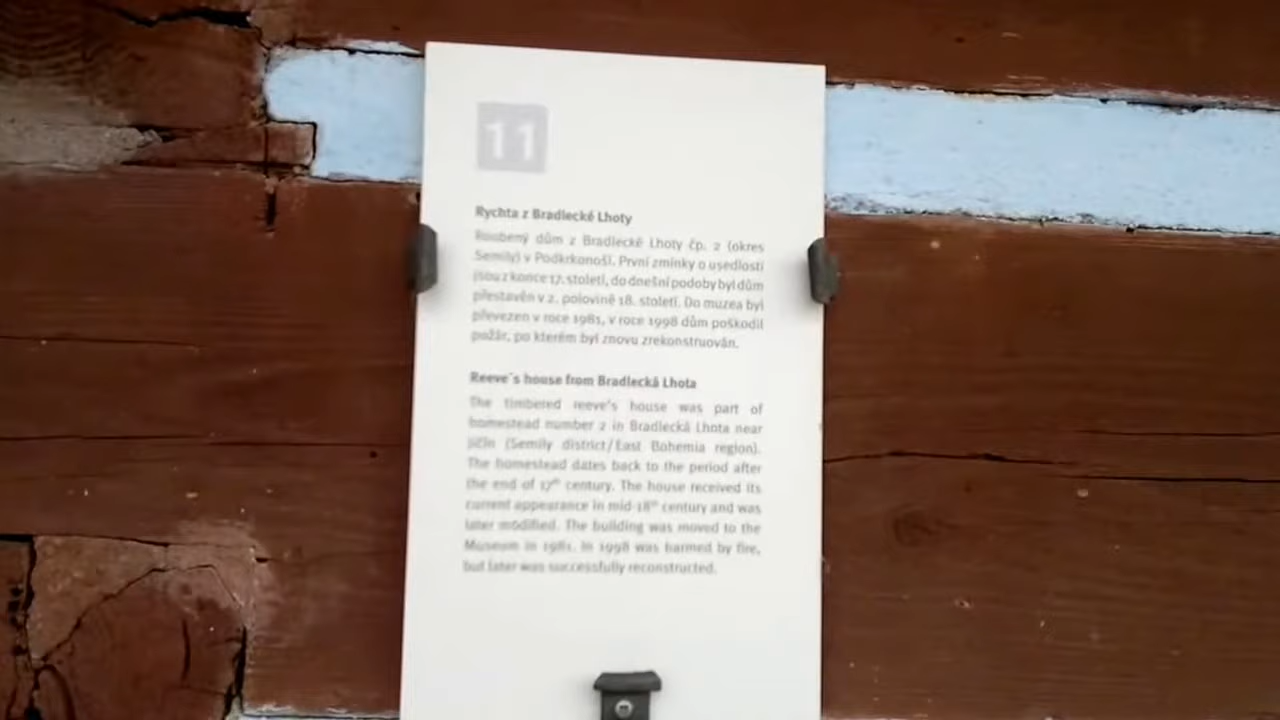 11
Rychta z Bradlecké Lhoty
Roubený dům z Bradlecké Lhoty čp. 2 (okres
Semily) v Podkrkonoší. První zmínky o usedlosti
jsou z konce 17. století, do dnešní podoby byl dům
přestavěn v 2. polovině 18. století. Do muzea byl
převezen v roce 1981, v roce 1998 dům poškodil
požár, po kterém byl znovu zrekonstruován.
Reeve´s house from Bradlecká Lhota
The timbered reeve's house was part of
homestead number 2 in Bradlecká Lhota near
Jičín (Semily district/East Bohemia region).
The homestead dates back to the period after
the end of 17th century. The house received its
current appearance in mid-18th century and was
later modified. The building was moved to the
Museum in 1981. In 1998 was harmed by fire,
but later was successfully reconstructed.